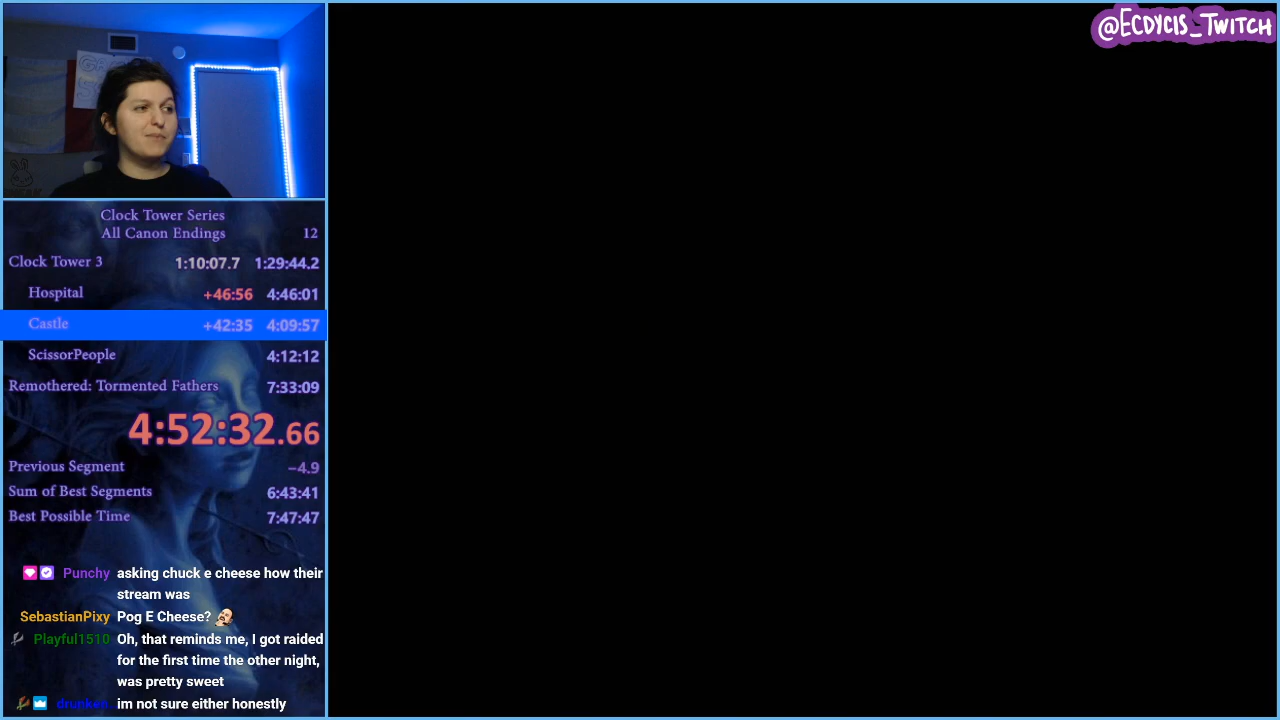 @ECDYCIS_TWITCH
Clock Tower Series
All Canon Endings 12
Clock Tower 3 1:10:07.7 1:29:44.2
Hospital +46:56 4:46:01
Castle +42:35 4:09:57
ScissorPeople 4:12:12
Remothered: Tormented Fathers 7:33:09
4:52:32.66
Previous Segment −4.9
Sum of Best Segments 6:43:41
Best Possible Time 7:47:47
Punchy asking chuck e cheese how their
stream was
SebastianPixy Pog E Cheese?
Playful1510 Oh, that reminds me, I got raided
for the first time the other night,
was pretty sweet
drunken im not sure either honestly